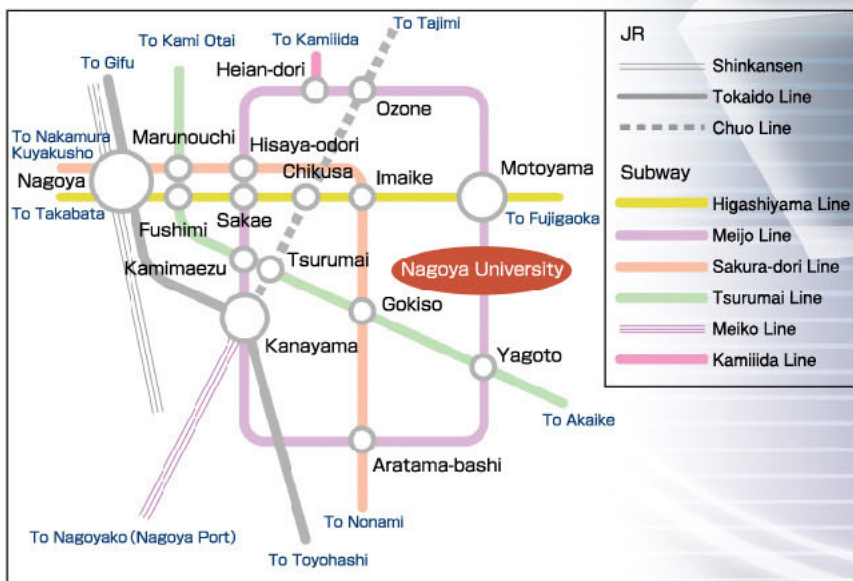 To Tajimi
To Kami Otai
To Kamiiida
To Gifu
Heian-dori
Ozone
To Nakamura
Kuyakusho
Marunouchi
Hisaya-odori
Chikusa
Imaike
Motoyama
Nagoya
To Takabata
Fushimi
Sakae
To Fujigaoka
Kamimaezu
Tsurumai
Nagoya University
Gokiso
Kanayama
Yagoto
To Akaike
Aratama-bashi
To Nonami
To Nagoyako (Nagoya Port)
To Toyohashi
JR
Shinkansen
Tokaido Line
Chuo Line
Subway
Higashiyama Line
Meijo Line
Sakura-dori Line
Tsurumai Line
Meiko Line
Kamiiida Line